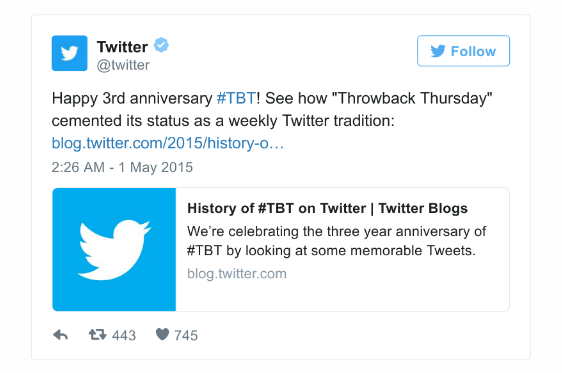 Twitter
@twitter
Follow
Happy 3rd anniversary #TBT! See how "Throwback Thursday"
cemented its status as a weekly Twitter tradition:
blog.twitter.com/2015/history-o…
2:26 AM - 1 May 2015
History of #TBT on Twitter | Twitter Blogs
We're celebrating the three year anniversary of
#TBT by looking at some memorable Tweets.
blog.twitter.com
443 745